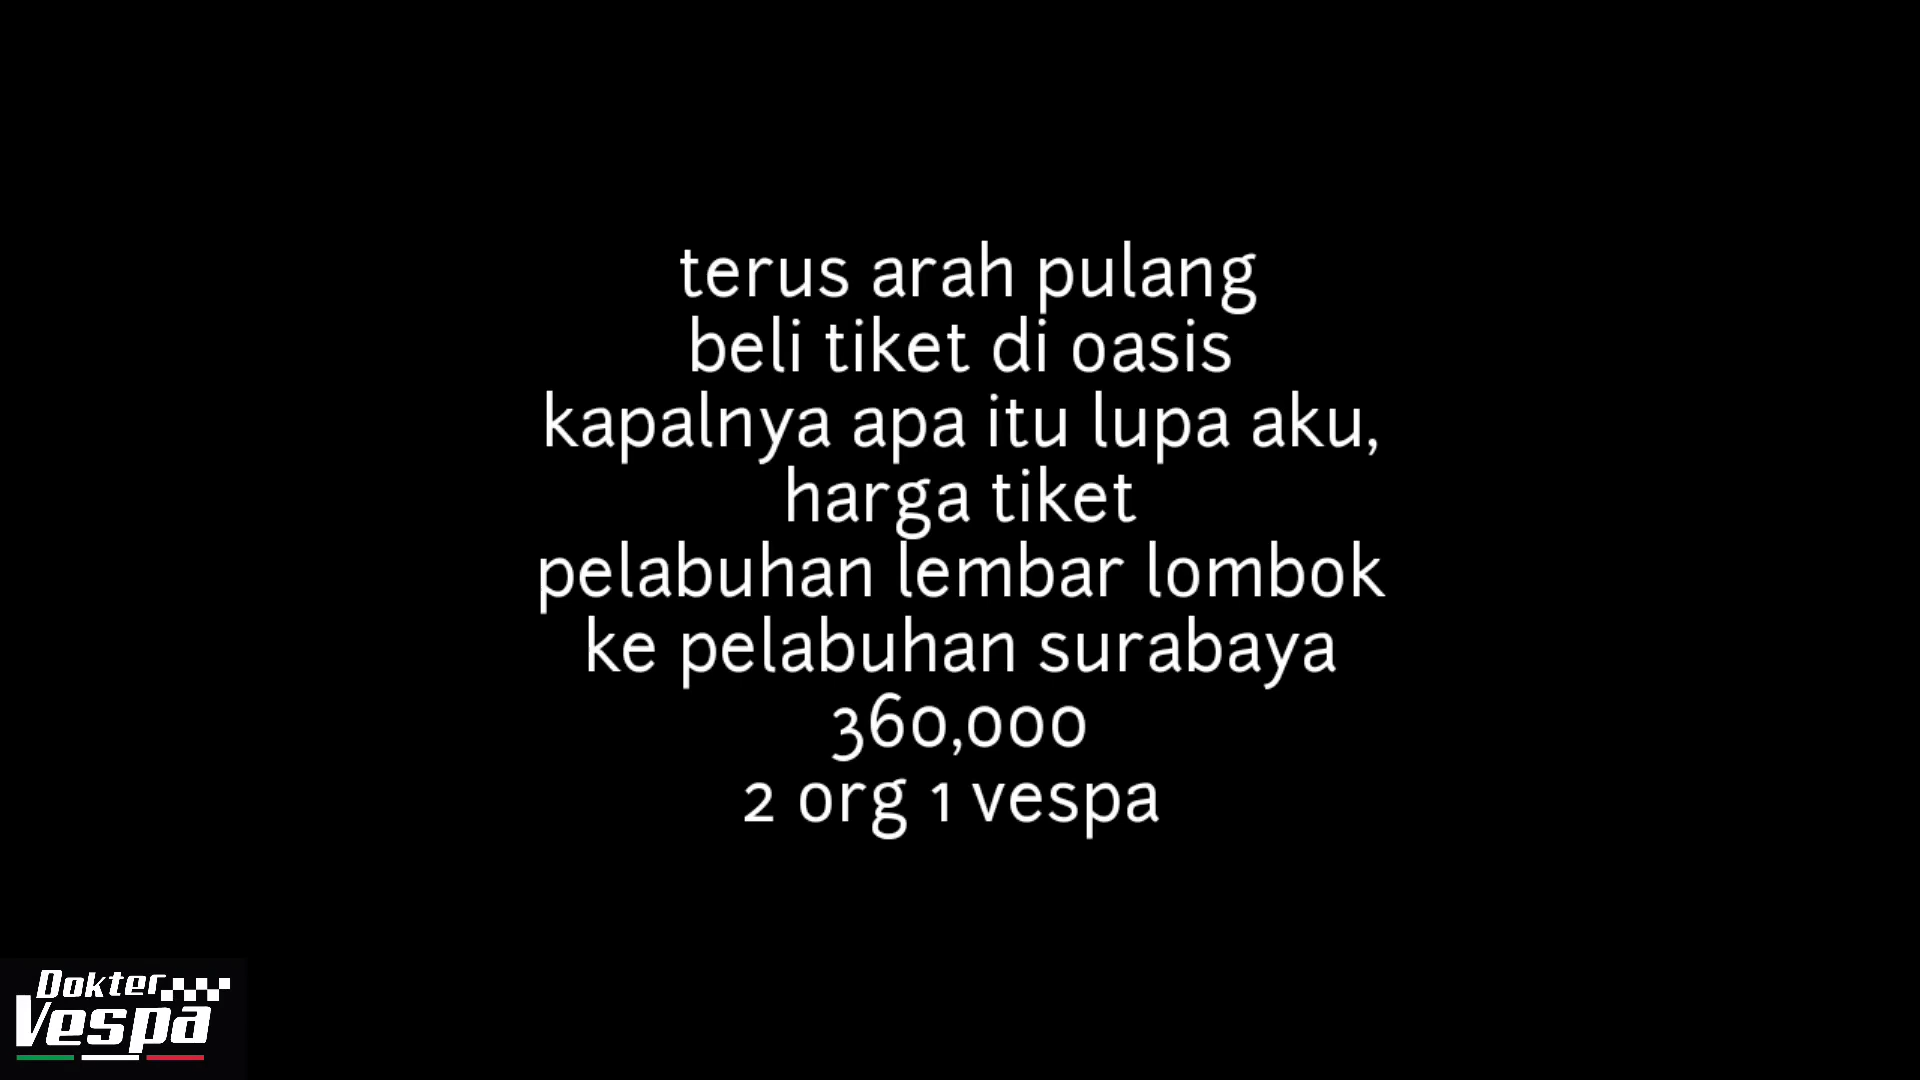 terus arah pulang
beli tiket di oasis
kapalnya apa itu lupa aku,
harga tiket
pelabuhan lembar lombok
ke pelabuhan surabaya
360,000
2 org 1 vespa
Dokter
Vespa